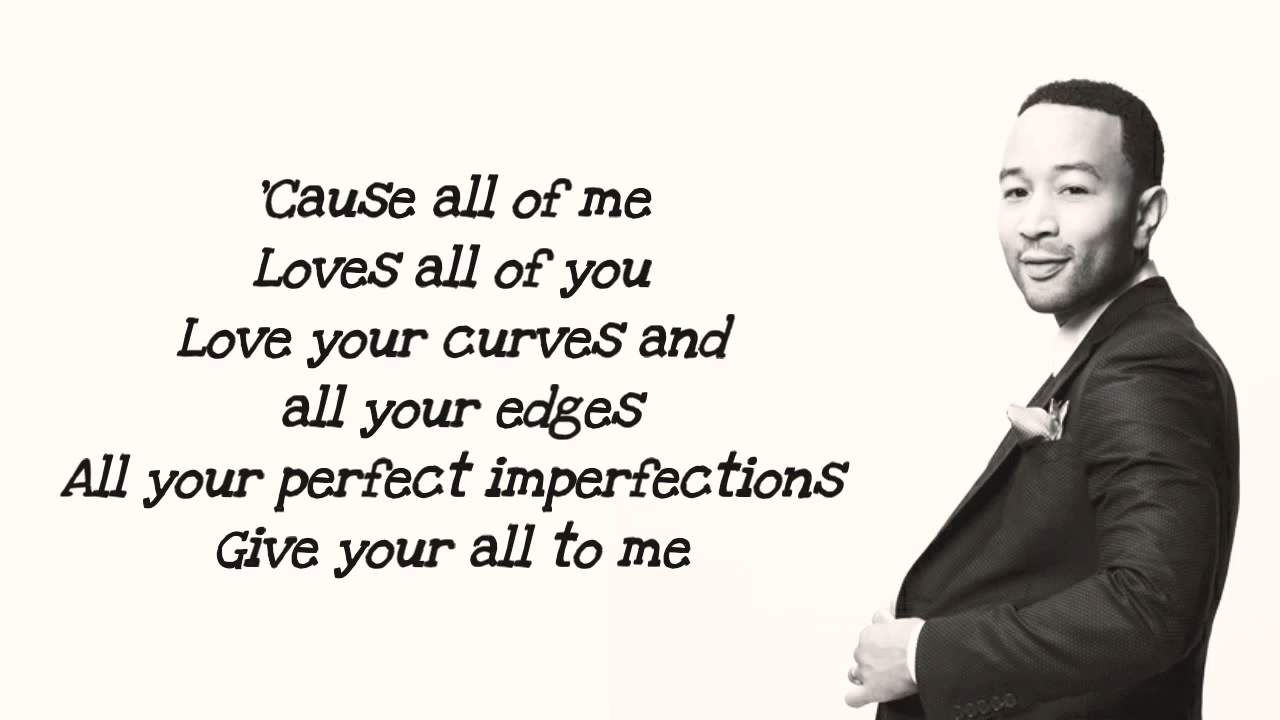 'Cause all of me
Loves all of you
Love your curves and
all your edges
All your perfect imperfections
Give your all to me